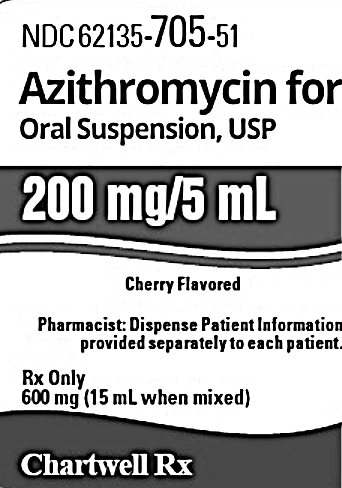 NDC 62135-705-51
Azithromycin for
Oral Suspension, USP
200 mg/5 mL
Cherry Flavored
Pharmacist: Dispense Patient Information
provided separately to each patient.
Rx Only
600 mg (15 mL when mixed)
Chartwell Rx